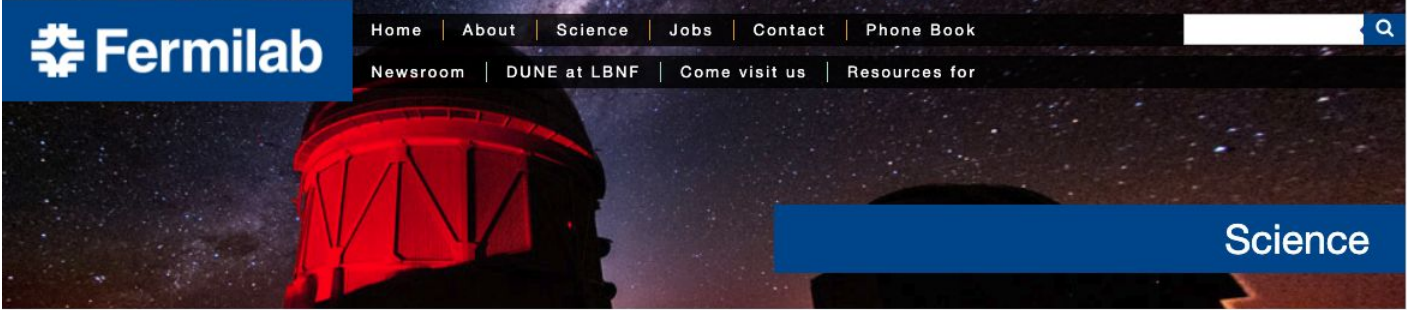 Fermilab
Home About Science Jobs Contact Phone Book
Newsroom DUNE at LBNF Come visit us Resources for
Science